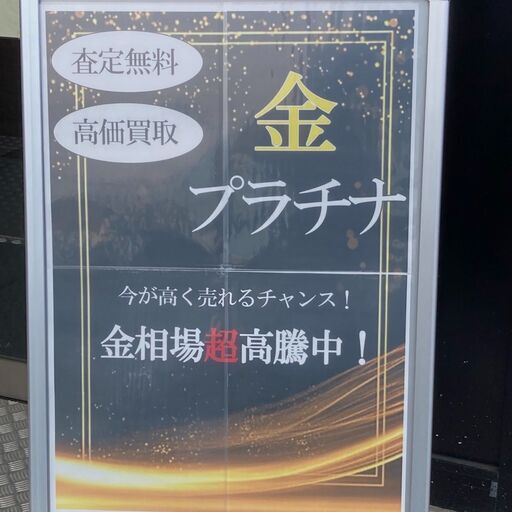 査定無料
高価買取
金
プラチナ
今が高く売れるチャンス！
金相場超高騰中！